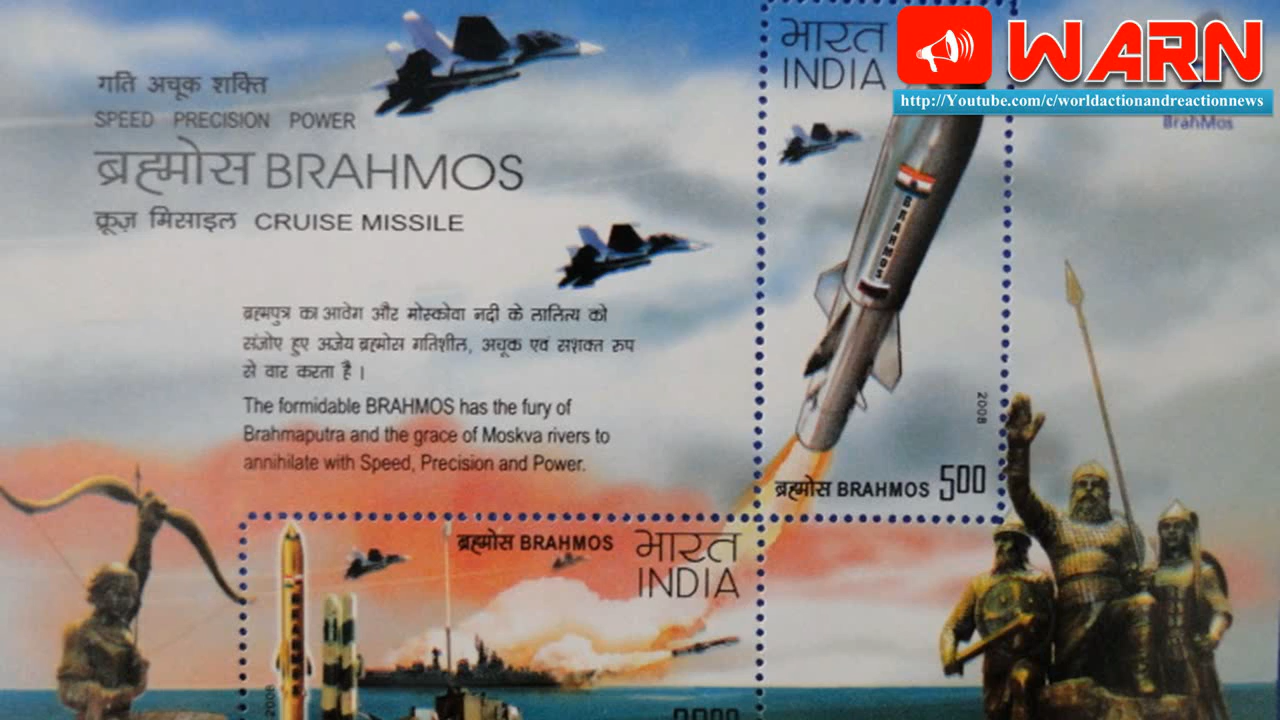 गति अचूक शक्ति
SPEED PRECISION POWER
ब्रह्मोस BRAHMOS
क्रूज़ मिसाइल CRUISE MISSILE
ब्रह्मपुत्र का आवेग और मोस्कोवा नदी के लालित्य को
संजोए हुए अजेय ब्रह्मोस गतिशील, अचूक एवं सशक्त रुप
से वार करता है ।
The formidable BRAHMOS has the fury of
Brahmaputra and the grace of Moskva rivers to
annihilate with Speed, Precision and Power.
भारत
INDIA
BRAHMOS
2008
ब्रह्मोस BRAHMOS 500
WARN
http://Youtube.com/c/worldactionandreactionnews
BrahMos
ब्रह्मोस BRAHMOS
भारत
INDIA
2008